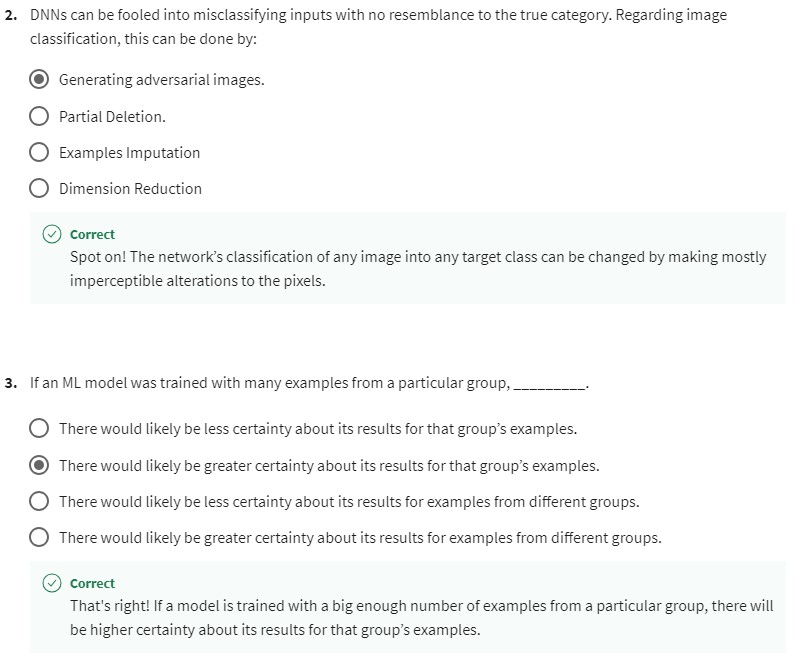 2. DNNs can be fooled into misclassifying inputs with no resemblance to the true category. Regarding image
classification, this can be done by:
Generating adversarial images.
Partial Deletion.
Examples Imputation
Dimension Reduction
Correct
Spot on! The network’s classification of any image into any target class can be changed by making mostly
imperceptible alterations to the pixels.
3. If an ML model was trained with many examples from a particular group, _________.
There would likely be less certainty about its results for that group’s examples.
There would likely be greater certainty about its results for that group’s examples.
There would likely be less certainty about its results for examples from different groups.
There would likely be greater certainty about its results for examples from different groups.
Correct
That's right! If a model is trained with a big enough number of examples from a particular group, there will
be higher certainty about its results for that group’s examples.